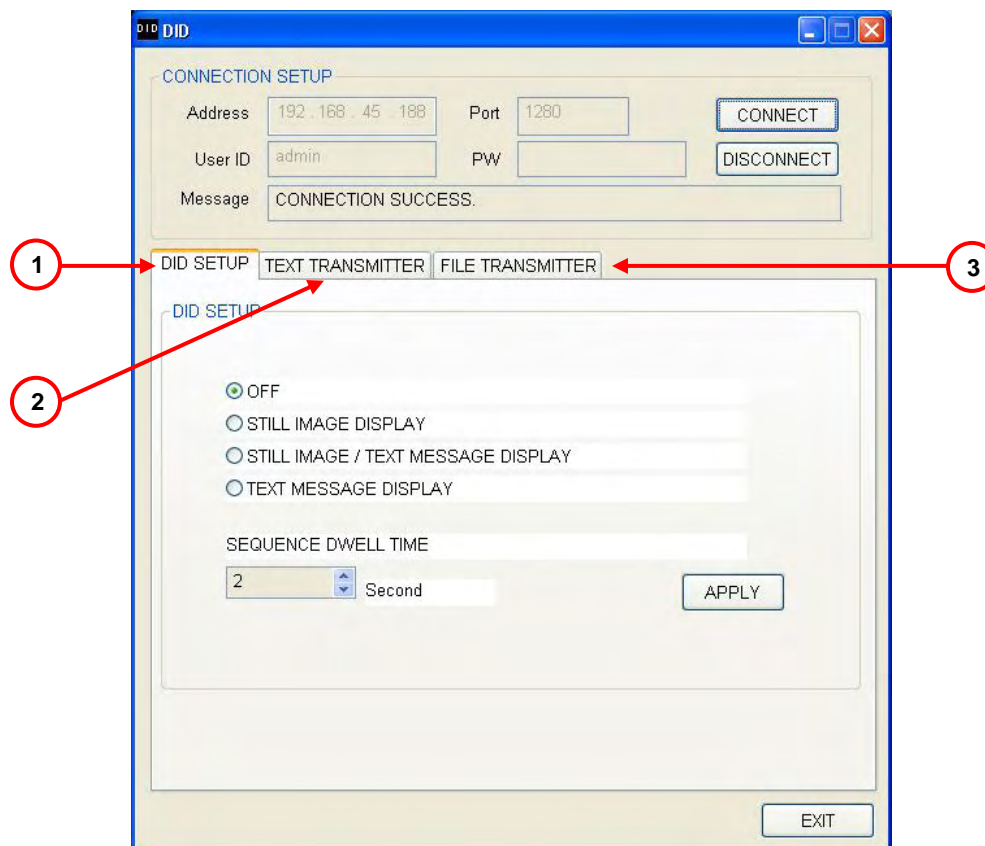 DID DID
CONNECTION SETUP
Address 192 . 168 . 45 . 188 Port 1280 CONNECT
User ID admin PW DISCONNECT
Message CONNECTION SUCCESS.
1 DID SETUP TEXT TRANSMITTER FILE TRANSMITTER 3
DID SETUP
OFF
2
STILL IMAGE DISPLAY
STILL IMAGE / TEXT MESSAGE DISPLAY
TEXT MESSAGE DISPLAY
SEQUENCE DWELL TIME
2 Second APPLY
EXIT